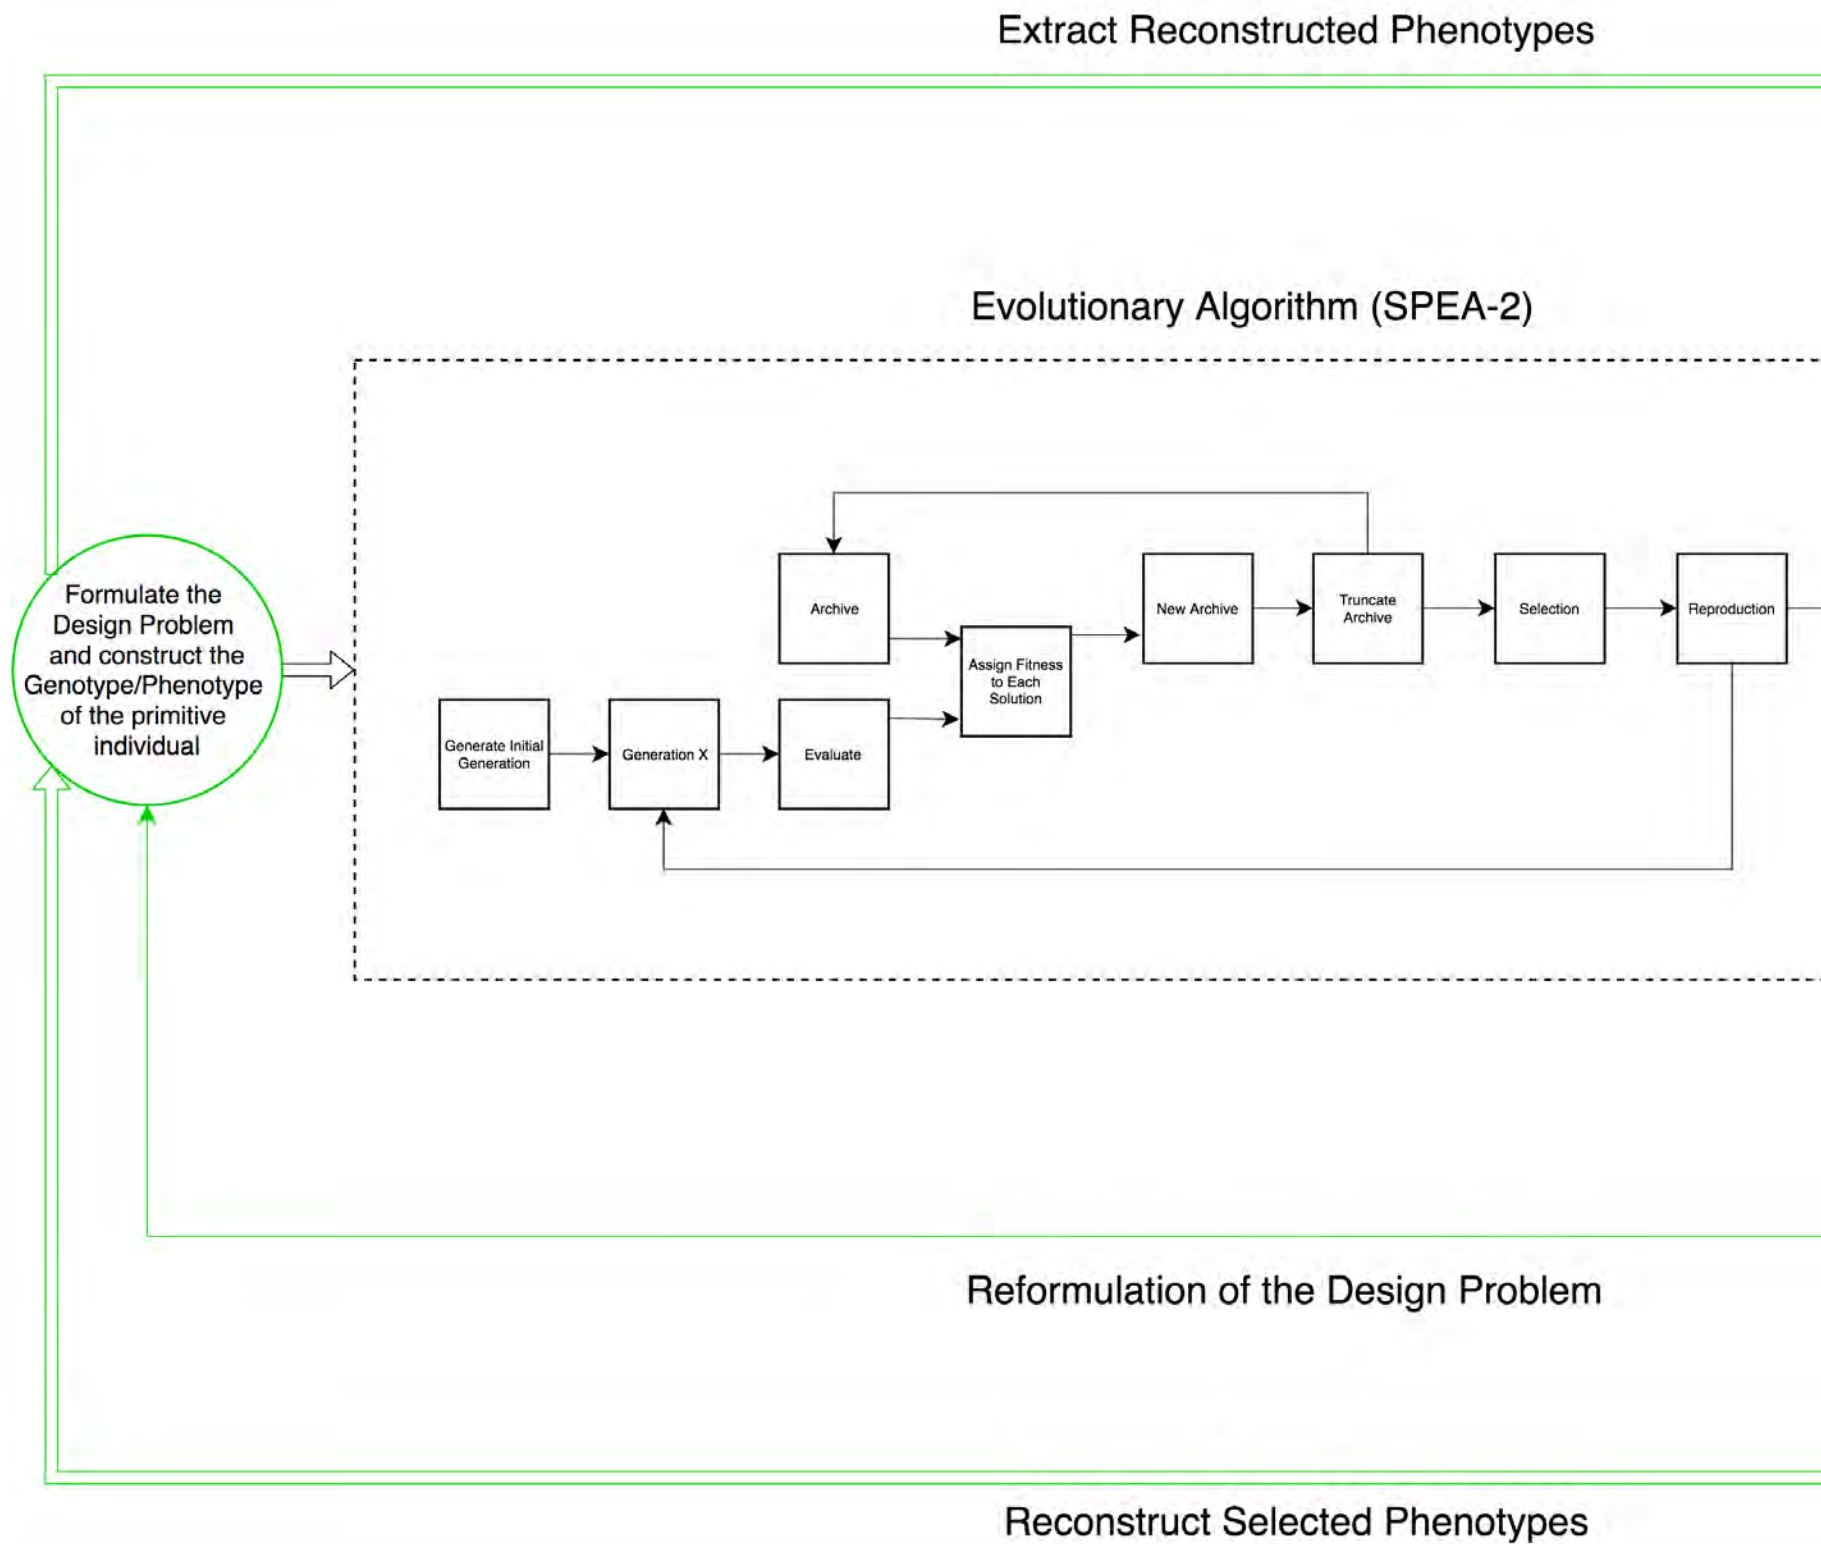 Extract Reconstructed Phenotypes
Evolutionary Algorithm (SPEA-2)
Formulate the
Design Problem
and construct the
Genotype/Phenotype
of the primitive
individual
Archive
New Archive
Truncate
Archive
Selection
Reproduction
Assign Fitness
to Each
Solution
Generate Initial
Generation
Generation X
Evaluate
Reformulation of the Design Problem
Reconstruct Selected Phenotypes